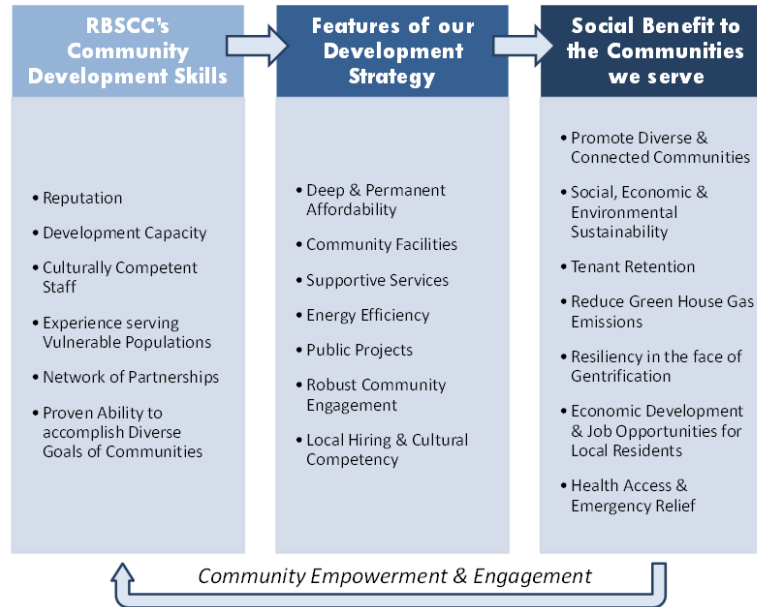 RBSCC's
Community
Development Skills
• Reputation
• Development Capacity
• Culturally Competent
Staff
• Experience serving
Vulnerable Populations
• Network of Partnerships
• Proven Ability to
accomplish Diverse
Goals of Communities
Features of our
Development
Strategy
• Deep & Permanent
Affordability
• Community Facilities
• Supportive Services
• Energy Efficiency
• Public Projects
• Robust Community
Engagement
• Local Hiring & Cultural
Competency
Social Benefit to
the Communities
we serve
• Promote Diverse &
Connected Communities
• Social, Economic &
Environmental
Sustainability
• Tenant Retention
• Reduce Green House Gas
Emissions
• Resiliency in the face of
Gentrification
• Economic Development
& Job Opportunities for
Local Residents
• Health Access &
Emergency Relief
Community Empowerment & Engagement